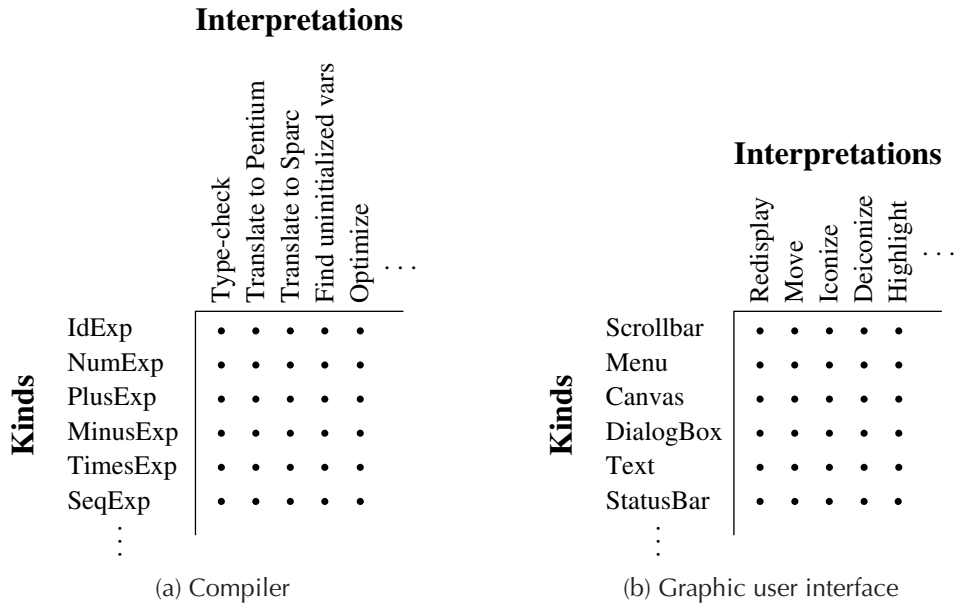 Interpretations
Type-check
Translate to Pentium
Translate to Sparc
Find uninitialized vars
Optimize
. . .
Kinds
IdExp
NumExp
PlusExp
MinusExp
TimesExp
SeqExp
(a) Compiler
Interpretations
Redisplay
Move
Iconize
Deiconize
Highlight
. . .
Kinds
Scrollbar
Menu
Canvas
DialogBox
Text
StatusBar
(b) Graphic user interface